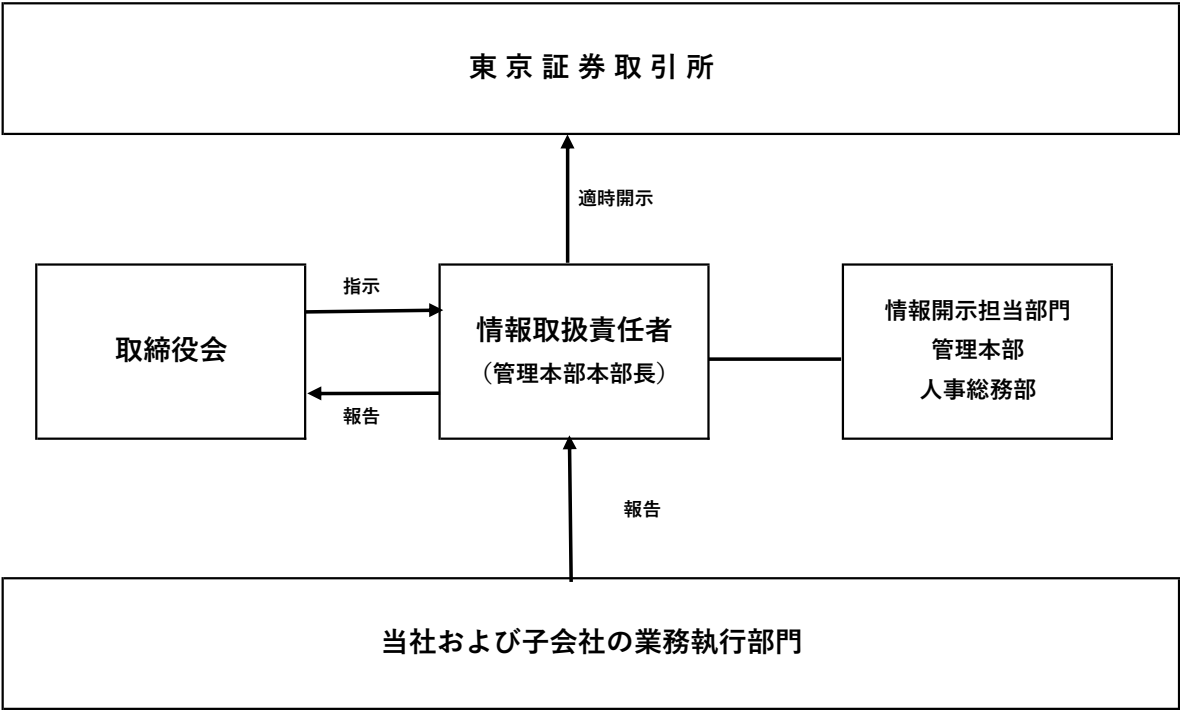 東京証券取引所
適時開示
指示
取締役会
報告
情報取扱責任者
（管理本部本部長）
情報開示担当部門
管理本部
人事総務部
報告
当社および子会社の業務執行部門